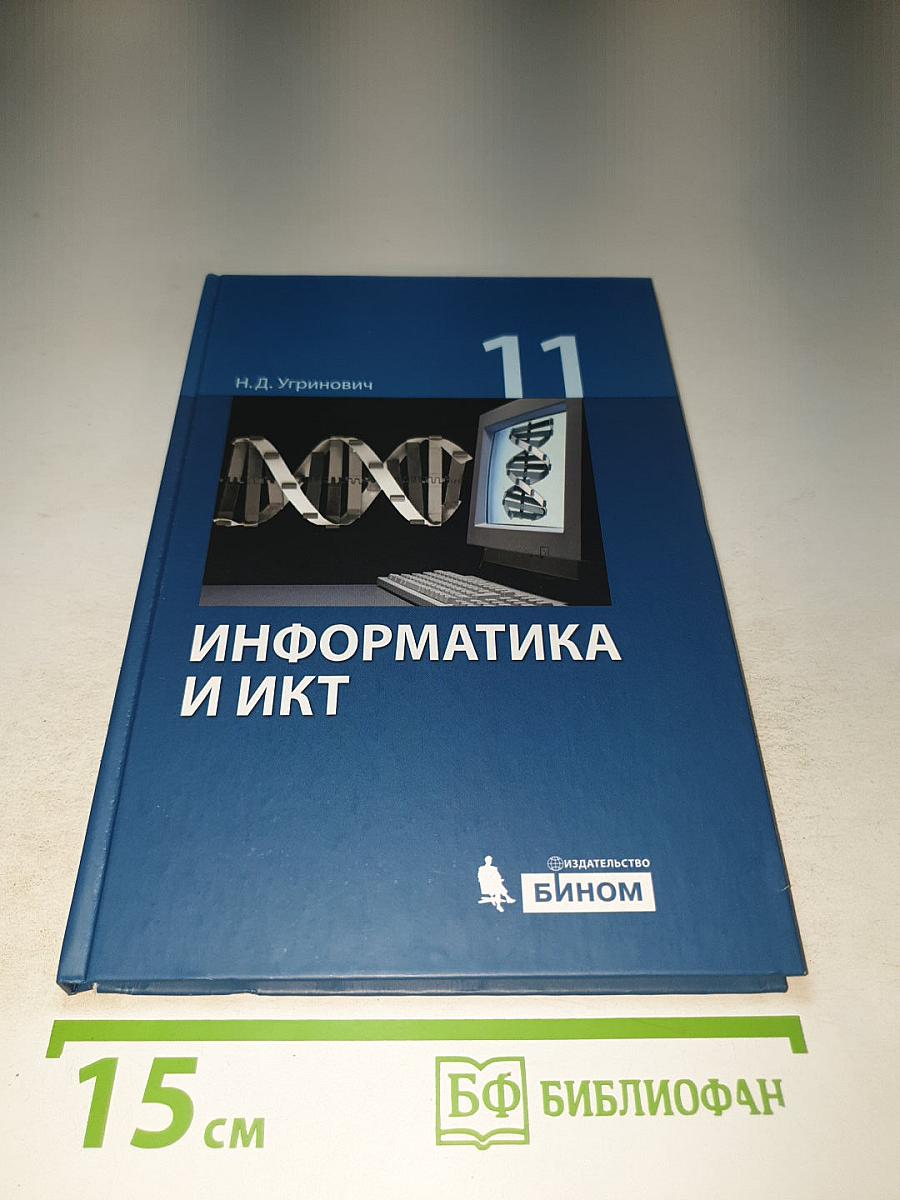 11
Н. Д. Угринович
ИНФОРМАТИКА
И ИКТ
ИЗДАТЕЛЬСТВО
БИНОМ
15 см
БФ БИБЛИОФАН